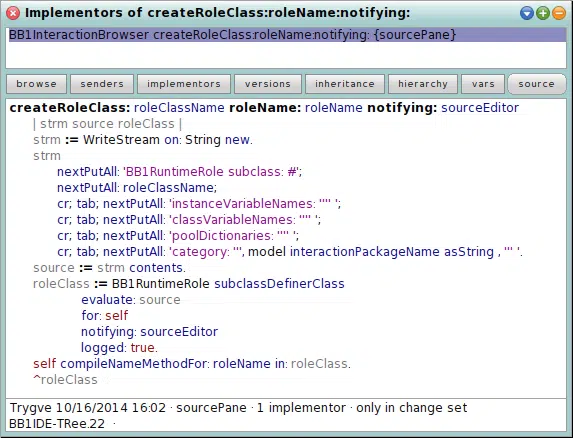 Implementors of createRoleClass:roleName:notifying:
BB1InteractionBrowser createRoleClass:roleName:notifying: {sourcePane}
browse senders implementors versions inheritance hierarchy vars source
createRoleClass: roleClassName roleName: roleName notifying: sourceEditor
| strm source roleClass |
strm := WriteStream on: String new.
strm
nextPutAll: 'BB1RuntimeRole subclass: #';
nextPutAll: roleClassName;
cr; tab; nextPutAll: 'instanceVariableNames: '''' ';
cr; tab; nextPutAll: 'classVariableNames: '''' ';
cr; tab; nextPutAll: 'poolDictionaries: '''' ';
cr; tab; nextPutAll: 'category: ''', model interactionPackageName asString , ''' '.
source := strm contents.
roleClass := BB1RuntimeRole subclassDefinerClass
evaluate: source
for: self
notifying: sourceEditor
logged: true.
self compileNameMethodFor: roleName in: roleClass.
^roleClass
Trygve 10/16/2014 16:02 · sourcePane · 1 implementor · only in change set
BB1IDE-TRee.22 ·